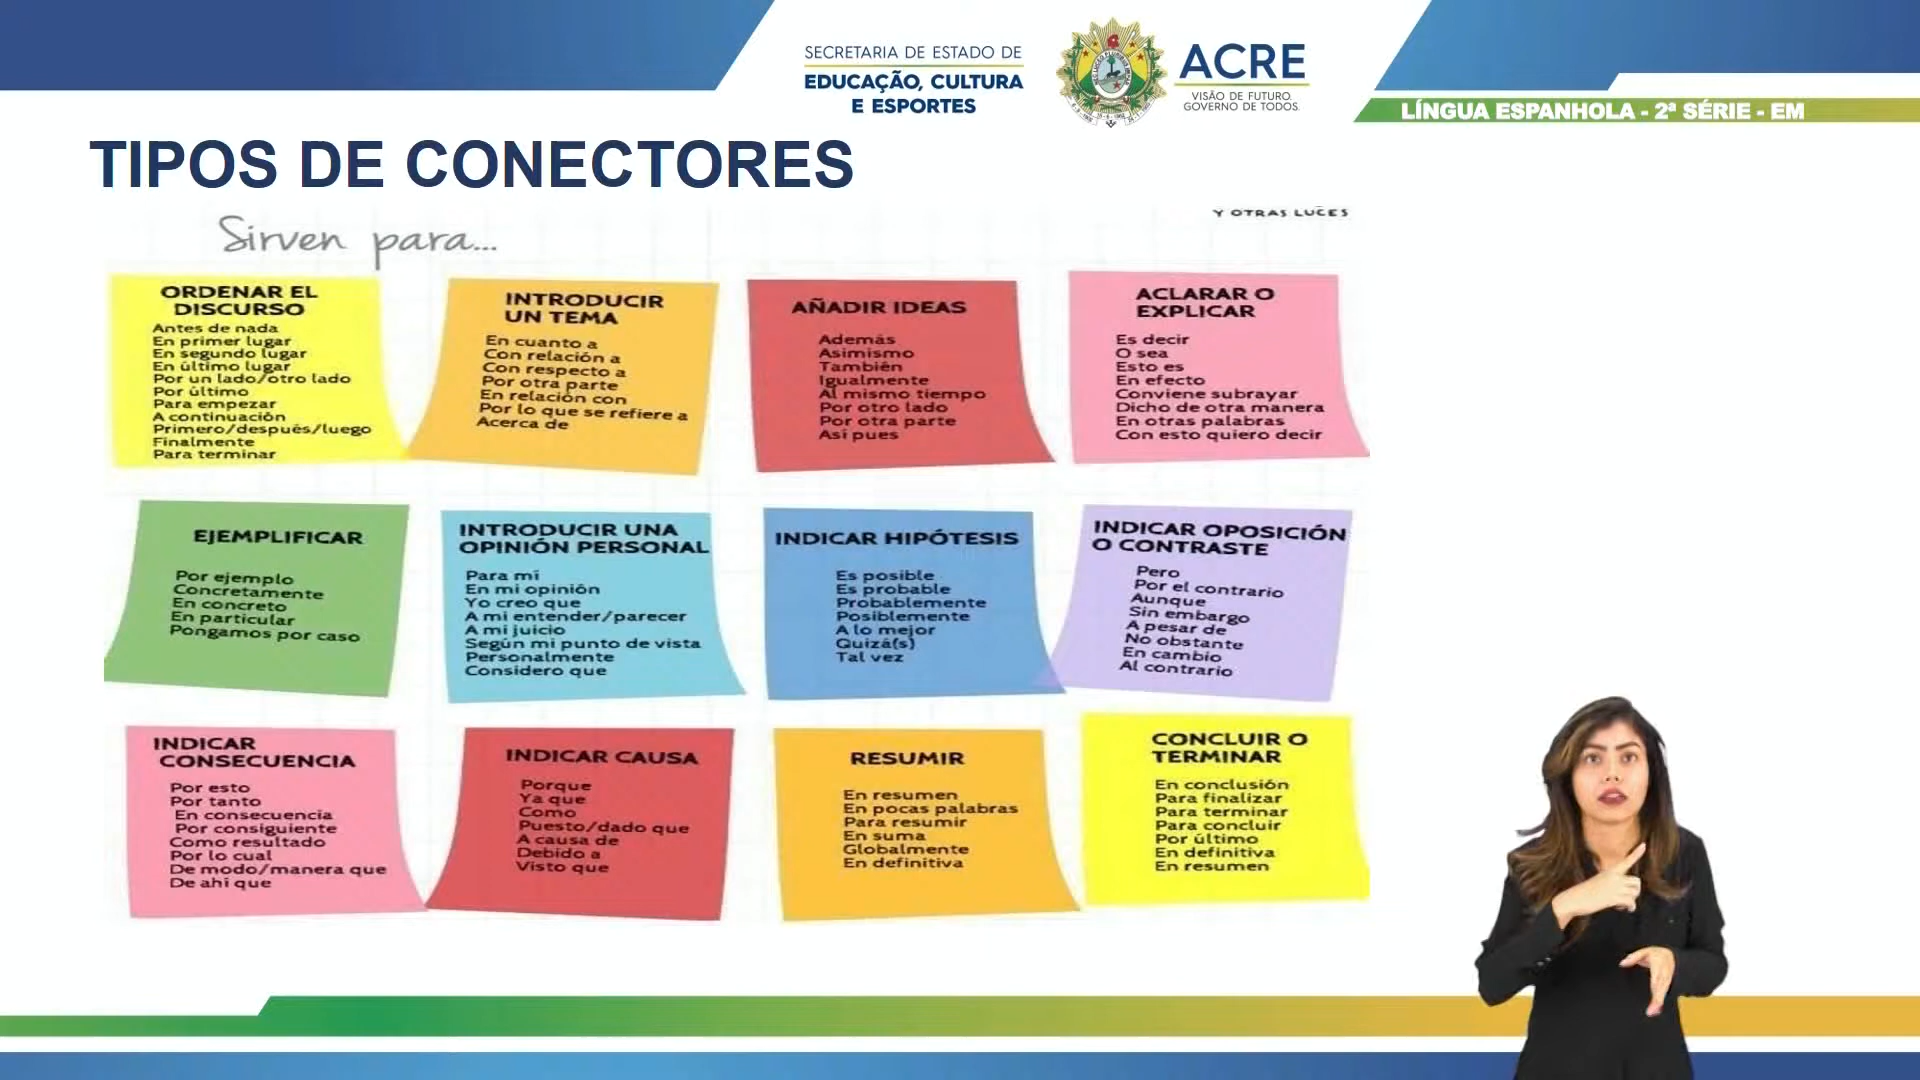 SECRETARIA DE ESTADO DE
EDUCAÇÃO, CULTURA
E ESPORTES
ACRE
VISÃO DE FUTURO.
GOVERNO DE TODOS.
LÍNGUA ESPANHOLA - 2ª SÉRIE - EM
TIPOS DE CONECTORES
Sirven para...
Y OTRAS LUCES
ORDENAR EL
DISCURSO
Antes de nada
En primer lugar
En segundo lugar
En último lugar
Por un lado/otro lado
Por último
Para empezar
A continuación
Primero/después/luego
Finalmente
Para terminar
INTRODUCIR
UN TEMA
En cuanto a
Con relación a
Con respecto a
Por otra parte
En relación con
Por lo que se refiere a
Acerca de
AÑADIR IDEAS
Además
Asimismo
También
Igualmente
Al mismo tiempo
Por otro lado
Por otra parte
Así pues
ACLARAR O
EXPLICAR
Es decir
O sea
Esto es
En efecto
Conviene subrayar
Dicho de otra manera
En otras palabras
Con esto quiero decir
EJEMPLIFICAR
Por ejemplo
Concretamente
En concreto
En particular
Pongamos por caso
INTRODUCIR UNA
OPINIÓN PERSONAL
Para mí
En mi opinión
Yo creo que
A mi entender/parecer
A mi juicio
Según mi punto de vista
Personalmente
Considero que
INDICAR HIPÓTESIS
Es posible
Es probable
Probablemente
Posiblemente
A lo mejor
Quizá(s)
Tal vez
INDICAR OPOSICIÓN
O CONTRASTE
Pero
Por el contrario
Aunque
Sin embargo
A pesar de
No obstante
En cambio
Al contrario
INDICAR
CONSECUENCIA
Por esto
Por tanto
En consecuencia
Por consiguiente
Como resultado
Por lo cual
De modo/manera que
De ahí que
INDICAR CAUSA
Porque
Ya que
Como
Puesto/dado que
A causa de
Debido a
Visto que
RESUMIR
En resumen
En pocas palabras
Para resumir
En suma
Globalmente
En definitiva
CONCLUIR O
TERMINAR
En conclusión
Para finalizar
Para terminar
Para concluir
Por último
En definitiva
En resumen